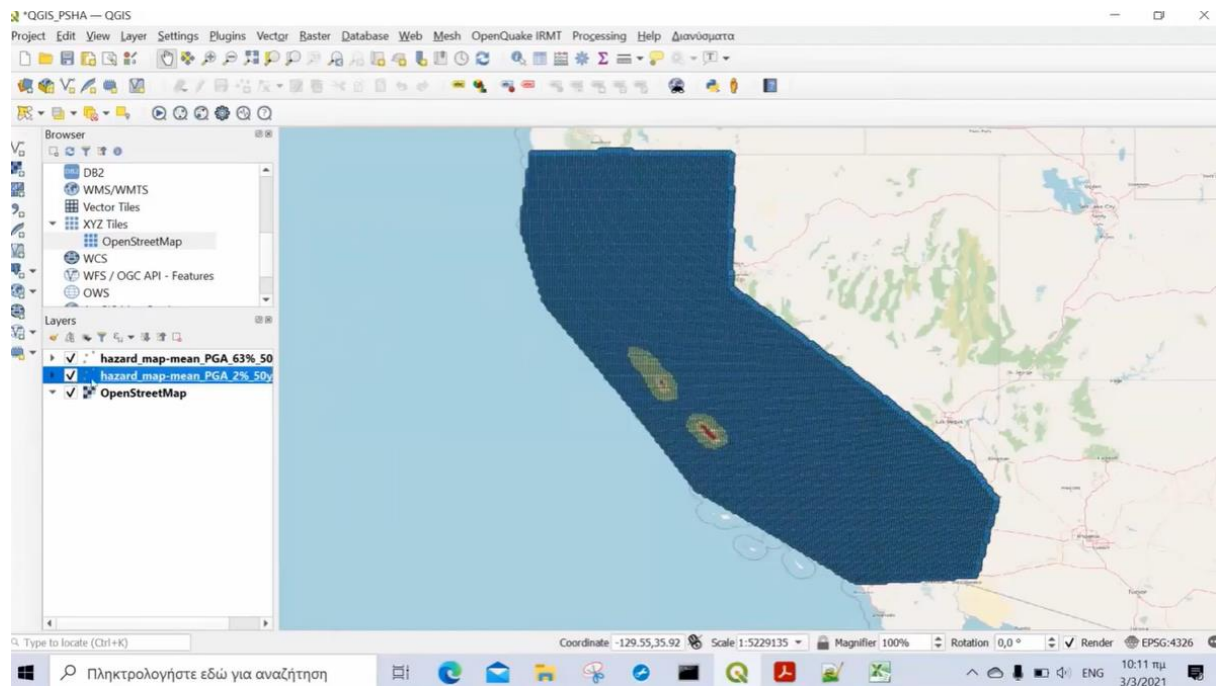 *QGIS_PSHA — QGIS
Project Edit View Layer Settings Plugins Vector Raster Database Web Mesh OpenQuake IRMT Processing Help Διανύσματα
Browser
DB2
WMS/WMTS
Vector Tiles
XYZ Tiles
OpenStreetMap
WCS
WFS / OGC API - Features
OWS
Layers
hazard_map-mean_PGA_63%_50
hazard_map-mean_PGA_2%_50y
OpenStreetMap
Type to locate (Ctrl+K)
Coordinate -129.55,35.92 Scale 1:5229135 Magnifier 100% Rotation 0,0 ° Render EPSG:4326
Πληκτρολογήστε εδώ για αναζήτηση
ENG
10:11 πμ
3/3/2021